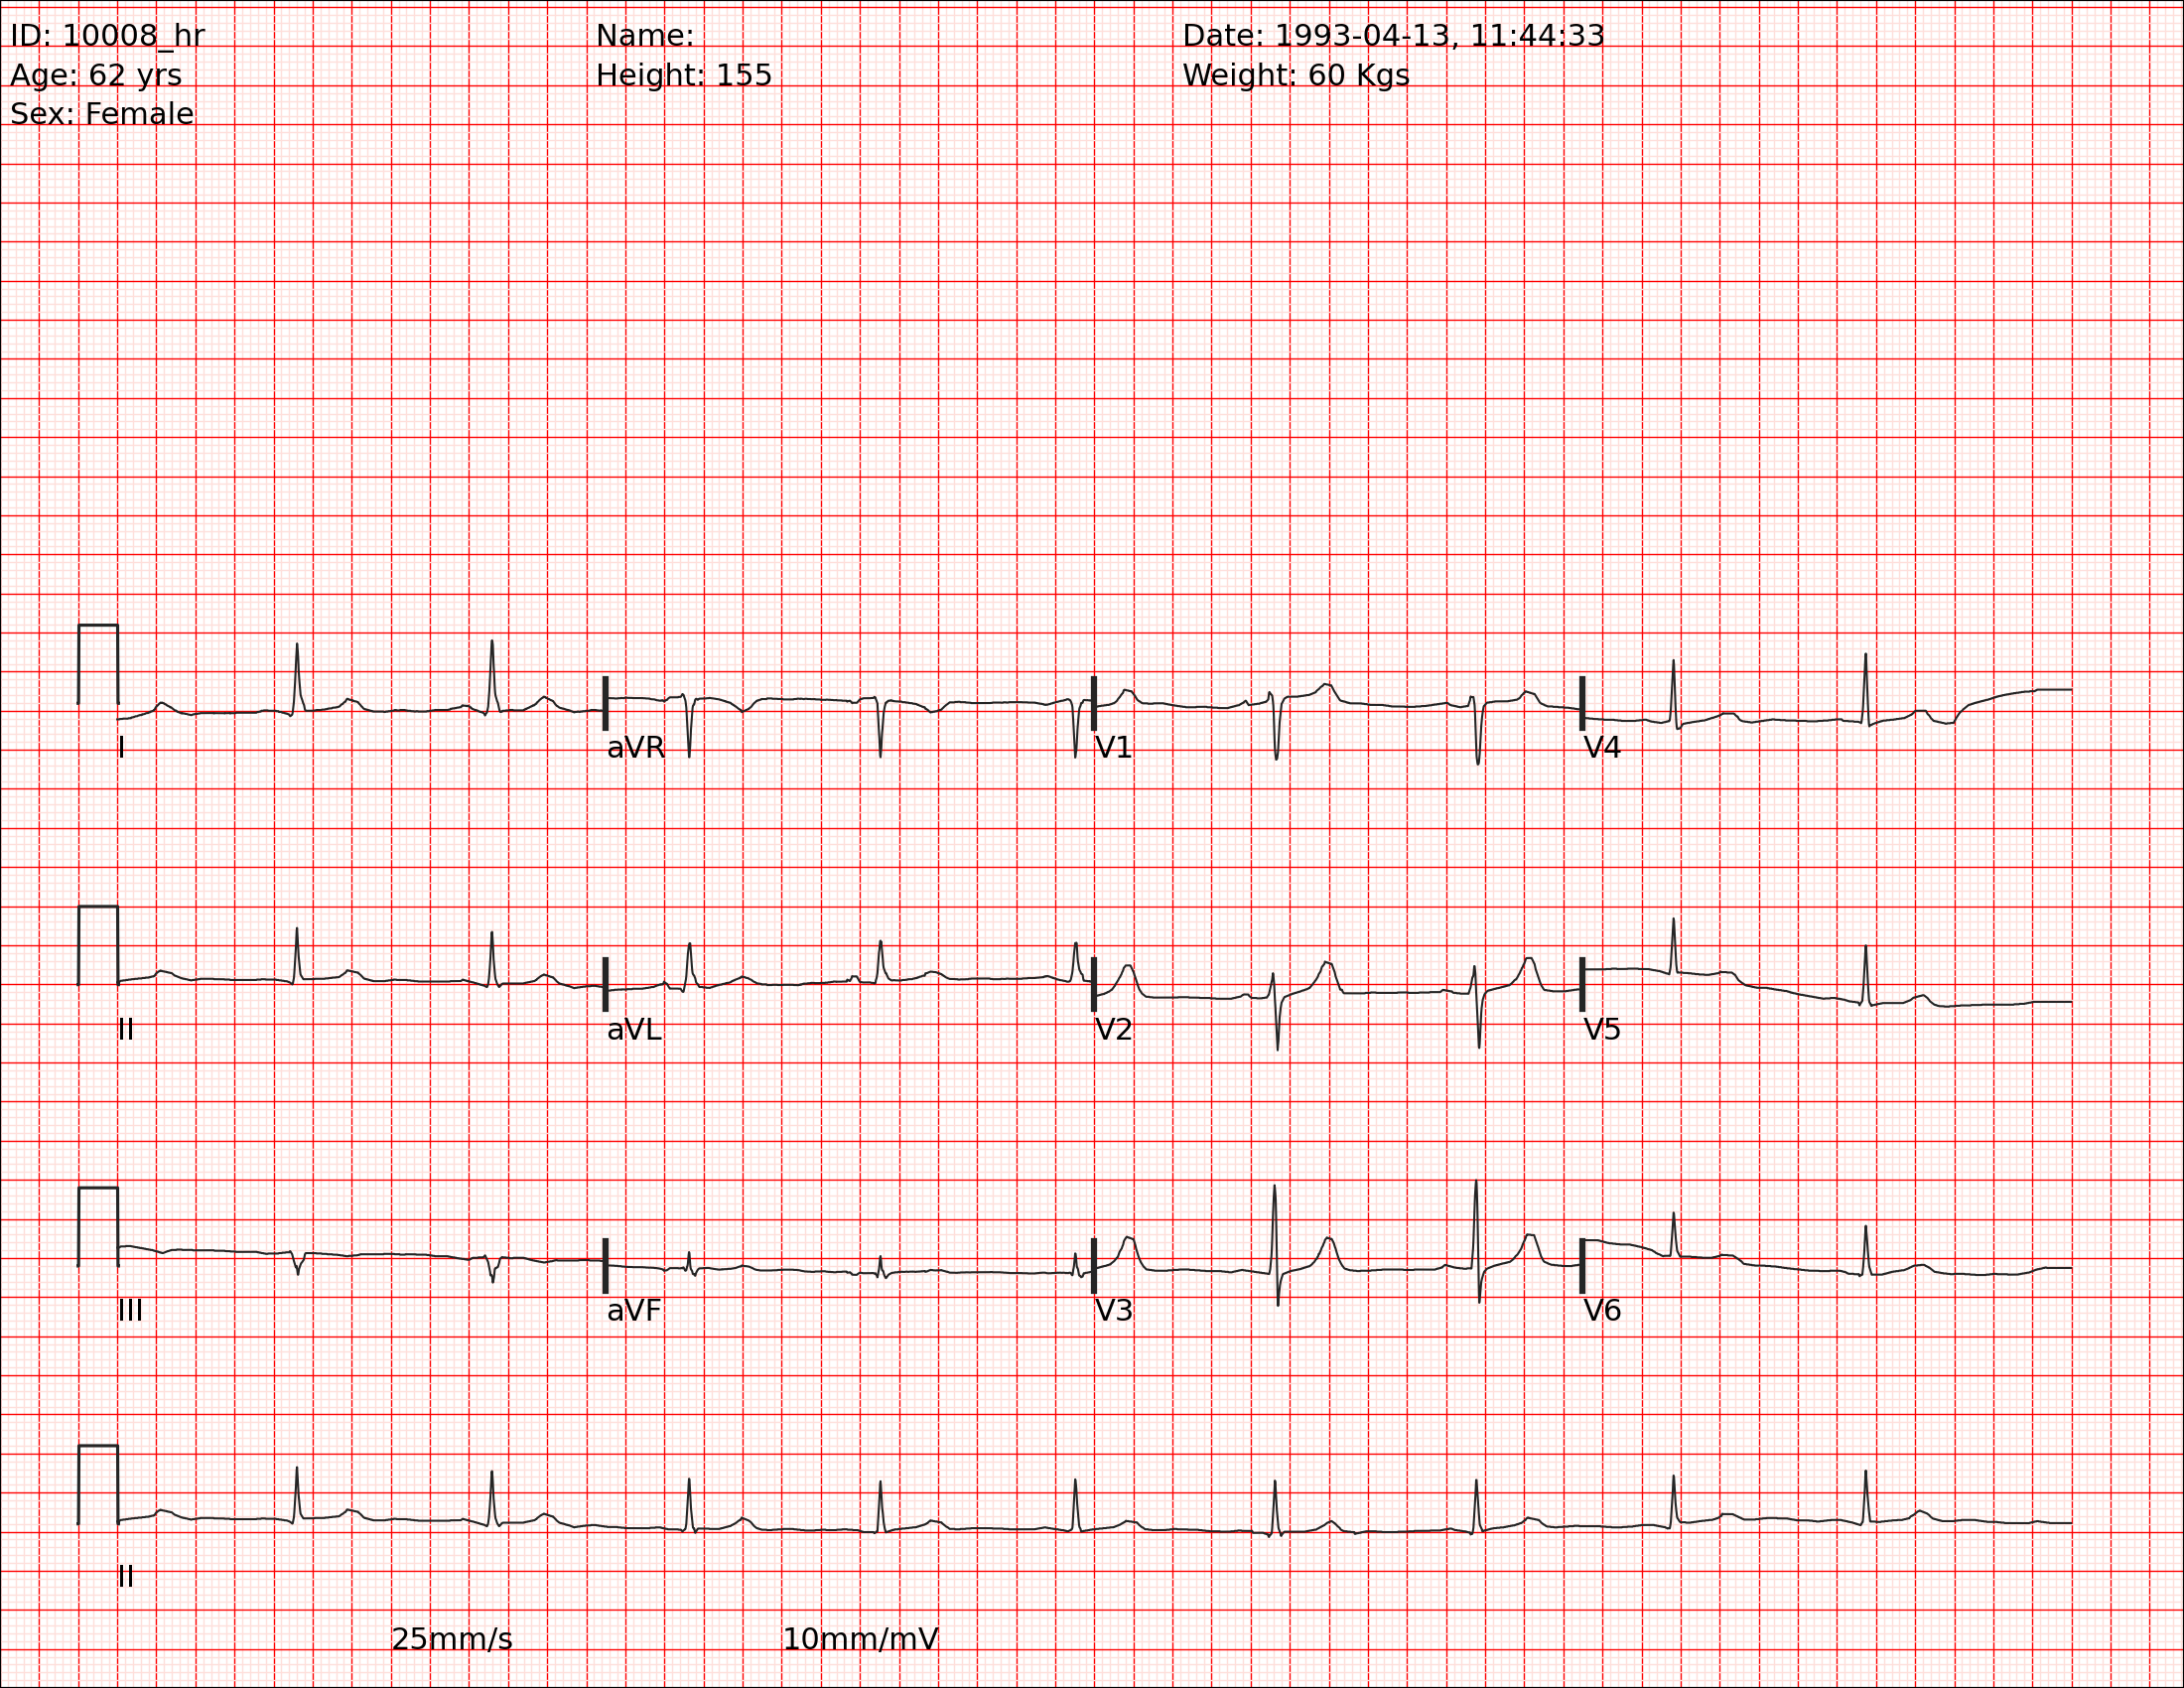 ID: 10008_hr Name: Date: 1993-04-13, 11:44:33
Age: 62 yrs Height: 155 Weight: 60 Kgs
Sex: Female
I aVR V1 V4
II aVL V2 V5
III aVF V3 V6
II
25mm/s 10mm/mV